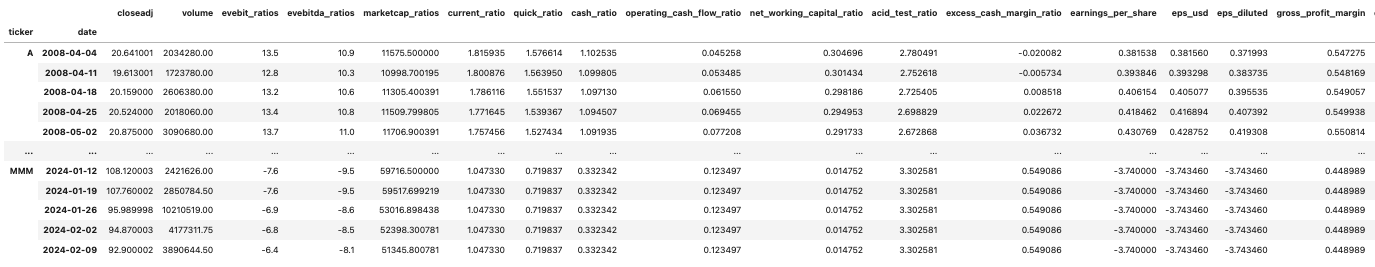 closeadj volume evebit_ratios evebitda_ratios marketcap_ratios current_ratio quick_ratio cash_ratio operating_cash_flow_ratio net_working_capital_ratio acid_test_ratio excess_cash_margin_ratio earnings_per_share eps_usd eps_diluted gross_profit_margin
ticker date
A 2008-04-04 20.641001 2034280.00 13.5 10.9 11575.500000 1.815935 1.576614 1.102535 0.045258 0.304696 2.780491 -0.020082 0.381538 0.381560 0.371993 0.547275
2008-04-11 19.613001 1723780.00 12.8 10.3 10998.700195 1.800876 1.563950 1.099805 0.053485 0.301434 2.752618 -0.005734 0.393846 0.393298 0.383735 0.548169
2008-04-18 20.159000 2606380.00 13.2 10.6 11305.400391 1.786116 1.551537 1.097130 0.061550 0.298186 2.725405 0.008518 0.406154 0.405077 0.395535 0.549057
2008-04-25 20.524000 2018060.00 13.4 10.8 11509.799805 1.771645 1.539367 1.094507 0.069455 0.294953 2.698829 0.022672 0.418462 0.416894 0.407392 0.549938
2008-05-02 20.875000 3090680.00 13.7 11.0 11706.900391 1.757456 1.527434 1.091935 0.077208 0.291733 2.672868 0.036732 0.430769 0.428752 0.419308 0.550814
... ... ... ... ... ... ... ... ... ... ... ... ... ... ... ... ... ...
MMM 2024-01-12 108.120003 2421626.00 -7.6 -9.5 59716.500000 1.047330 0.719837 0.332342 0.123497 0.014752 3.302581 0.549086 -3.740000 -3.743460 -3.743460 0.448989
2024-01-19 107.760002 2850784.50 -7.6 -9.5 59517.699219 1.047330 0.719837 0.332342 0.123497 0.014752 3.302581 0.549086 -3.740000 -3.743460 -3.743460 0.448989
2024-01-26 95.989998 10210519.00 -6.9 -8.6 53016.898438 1.047330 0.719837 0.332342 0.123497 0.014752 3.302581 0.549086 -3.740000 -3.743460 -3.743460 0.448989
2024-02-02 94.870003 4177311.75 -6.8 -8.5 52398.300781 1.047330 0.719837 0.332342 0.123497 0.014752 3.302581 0.549086 -3.740000 -3.743460 -3.743460 0.448989
2024-02-09 92.900002 3890644.50 -6.4 -8.1 51345.800781 1.047330 0.719837 0.332342 0.123497 0.014752 3.302581 0.549086 -3.740000 -3.743460 -3.743460 0.448989